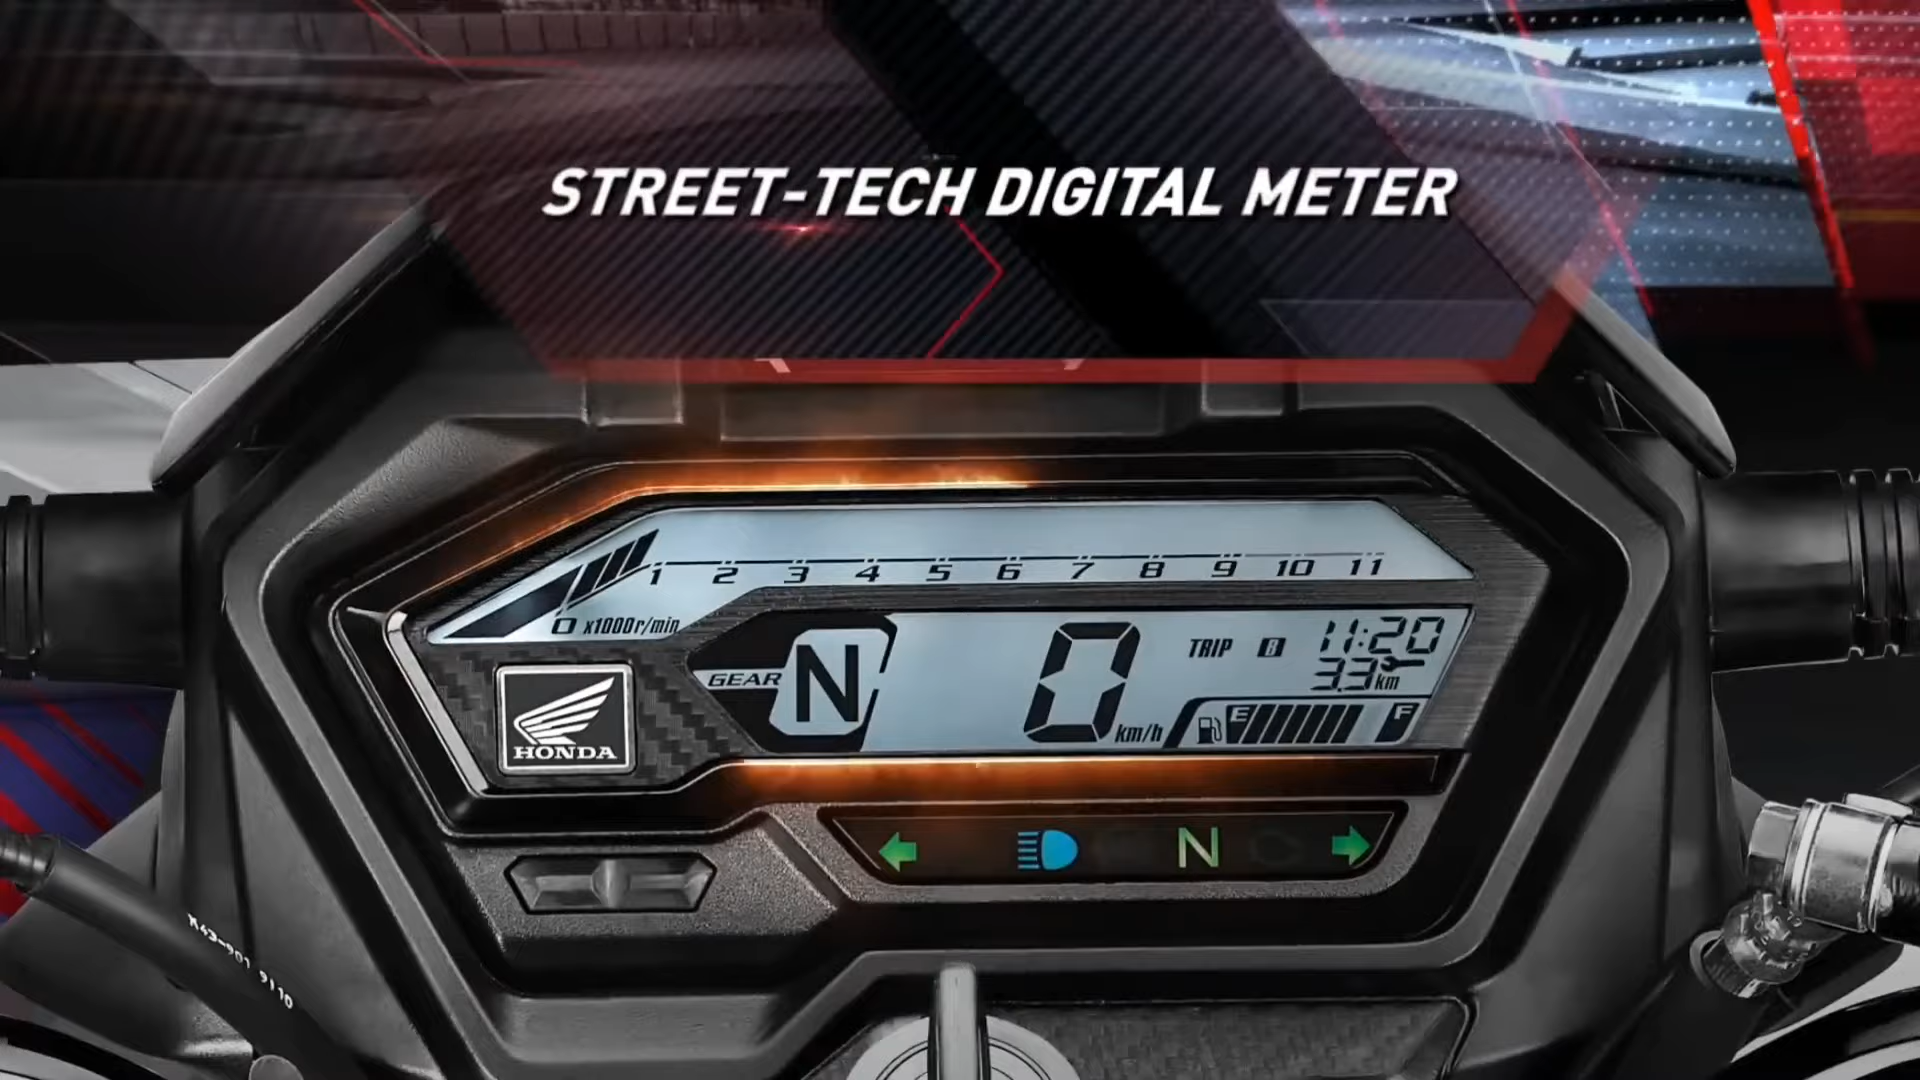 STREET-TECH DIGITAL METER
1 2 3 4 5 6 7 8 9 10 11
0 x1000r/min
GEAR N
0 km/h
TRIP B 11:20
3.3 km
E F
HONDA
N